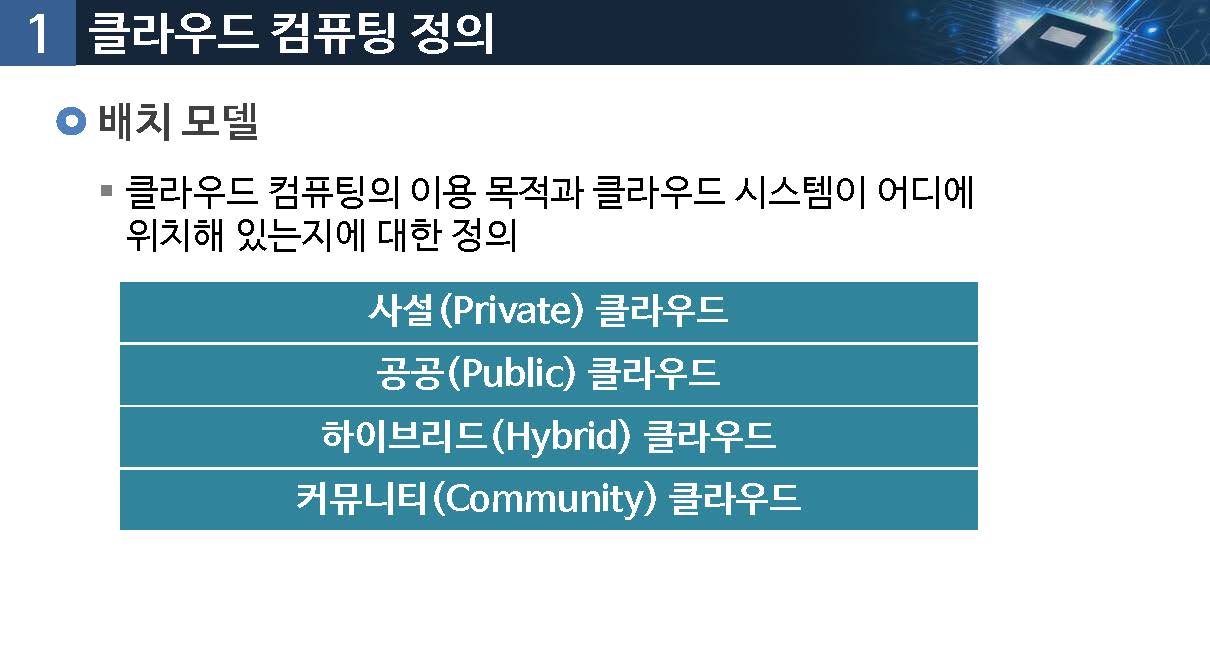 1 클라우드 컴퓨팅 정의
배치 모델
클라우드 컴퓨팅의 이용 목적과 클라우드 시스템이 어디에
위치해 있는지에 대한 정의
사설(Private) 클라우드
공공(Public) 클라우드
하이브리드(Hybrid) 클라우드
커뮤니티(Community) 클라우드